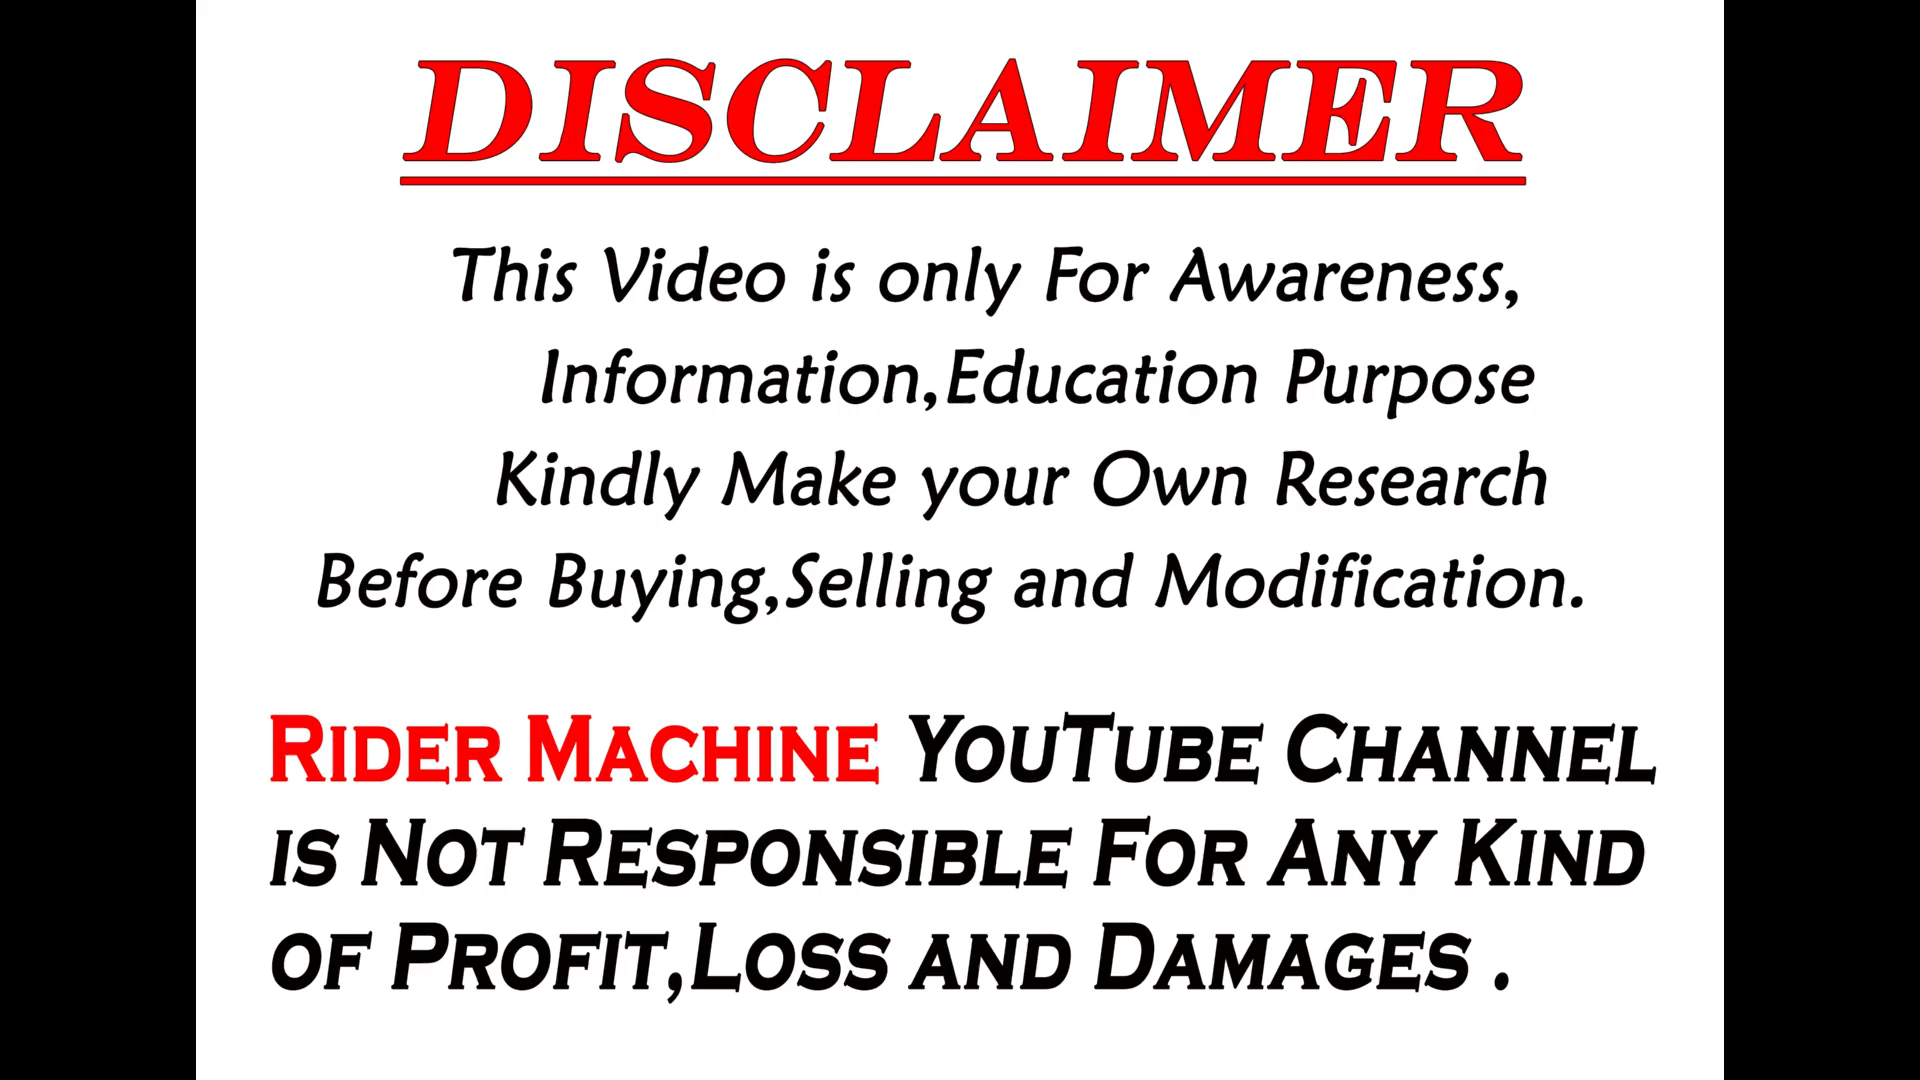 DISCLAIMER
This Video is only For Awareness,
Information,Education Purpose
Kindly Make your Own Research
Before Buying,Selling and Modification.
RIDER MACHINE YOUTUBE CHANNEL
IS NOT RESPONSIBLE FOR ANY KIND
OF PROFIT,LOSS AND DAMAGES .